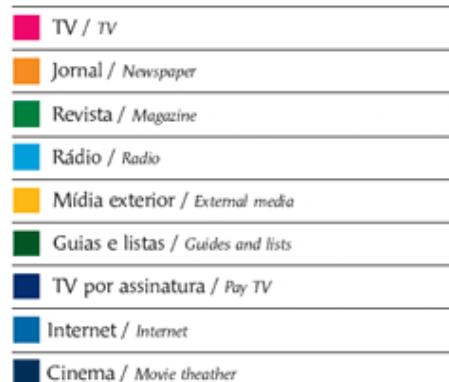 TV / TV
Jornal / Newspaper
Revista / Magazine
Rádio / Radio
Mídia exterior / External media
Guias e listas / Guides and lists
TV por assinatura / Pay TV
Internet / Internet
Cinema / Movie theather